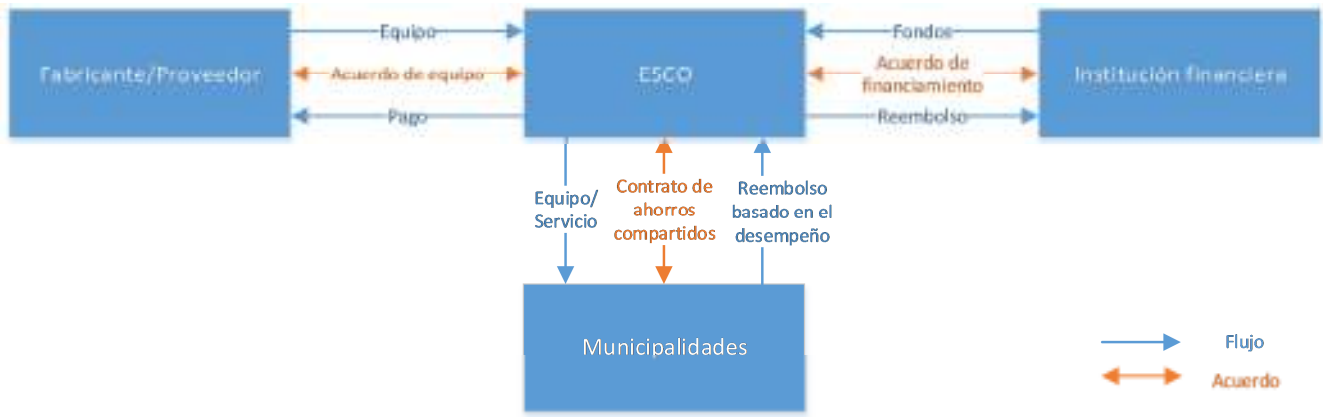 Equipo
Fondos
Fabricante/Proveedor
Acuerdo de equipo
ESCO
Acuerdo de
financiamiento
Institución financiera
Pago
Reembolso
Equipo/
Servicio
Contrato de
ahorros
compartidos
Reembolso
basado en el
desempeño
Municipalidades
Flujo
Acuerdo